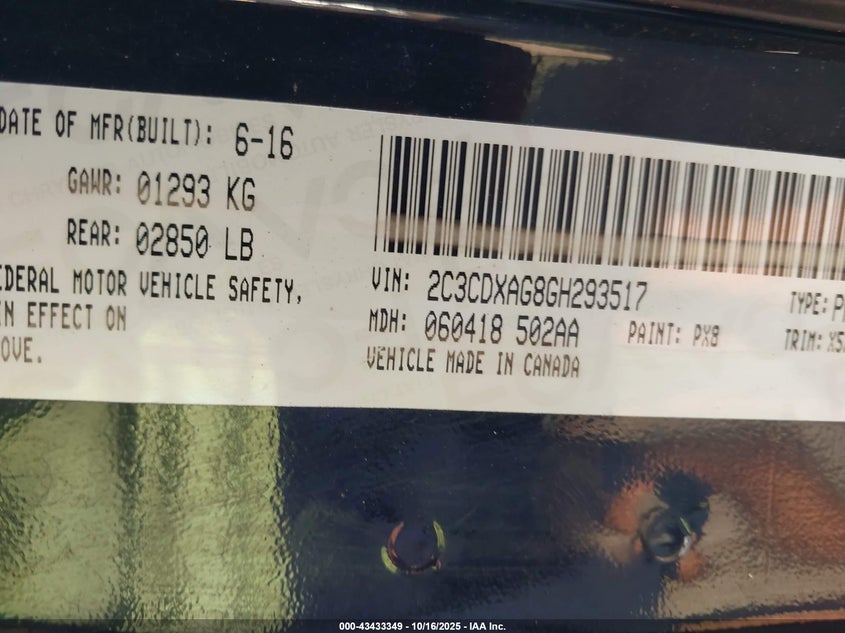 DATE OF MFR(BUILT): 6-16
GAWR: 01293 KG
REAR: 02850 LB
FEDERAL MOTOR VEHICLE SAFETY,
IN EFFECT ON
OVE.
VIN: 2C3CDXAG8GH293517
TYPE:
MDH: 060418 502AA
PAINT: PX8
TRIM: X5
VEHICLE MADE IN CANADA
000-43433349 - 10/16/2025 - IAA Inc.